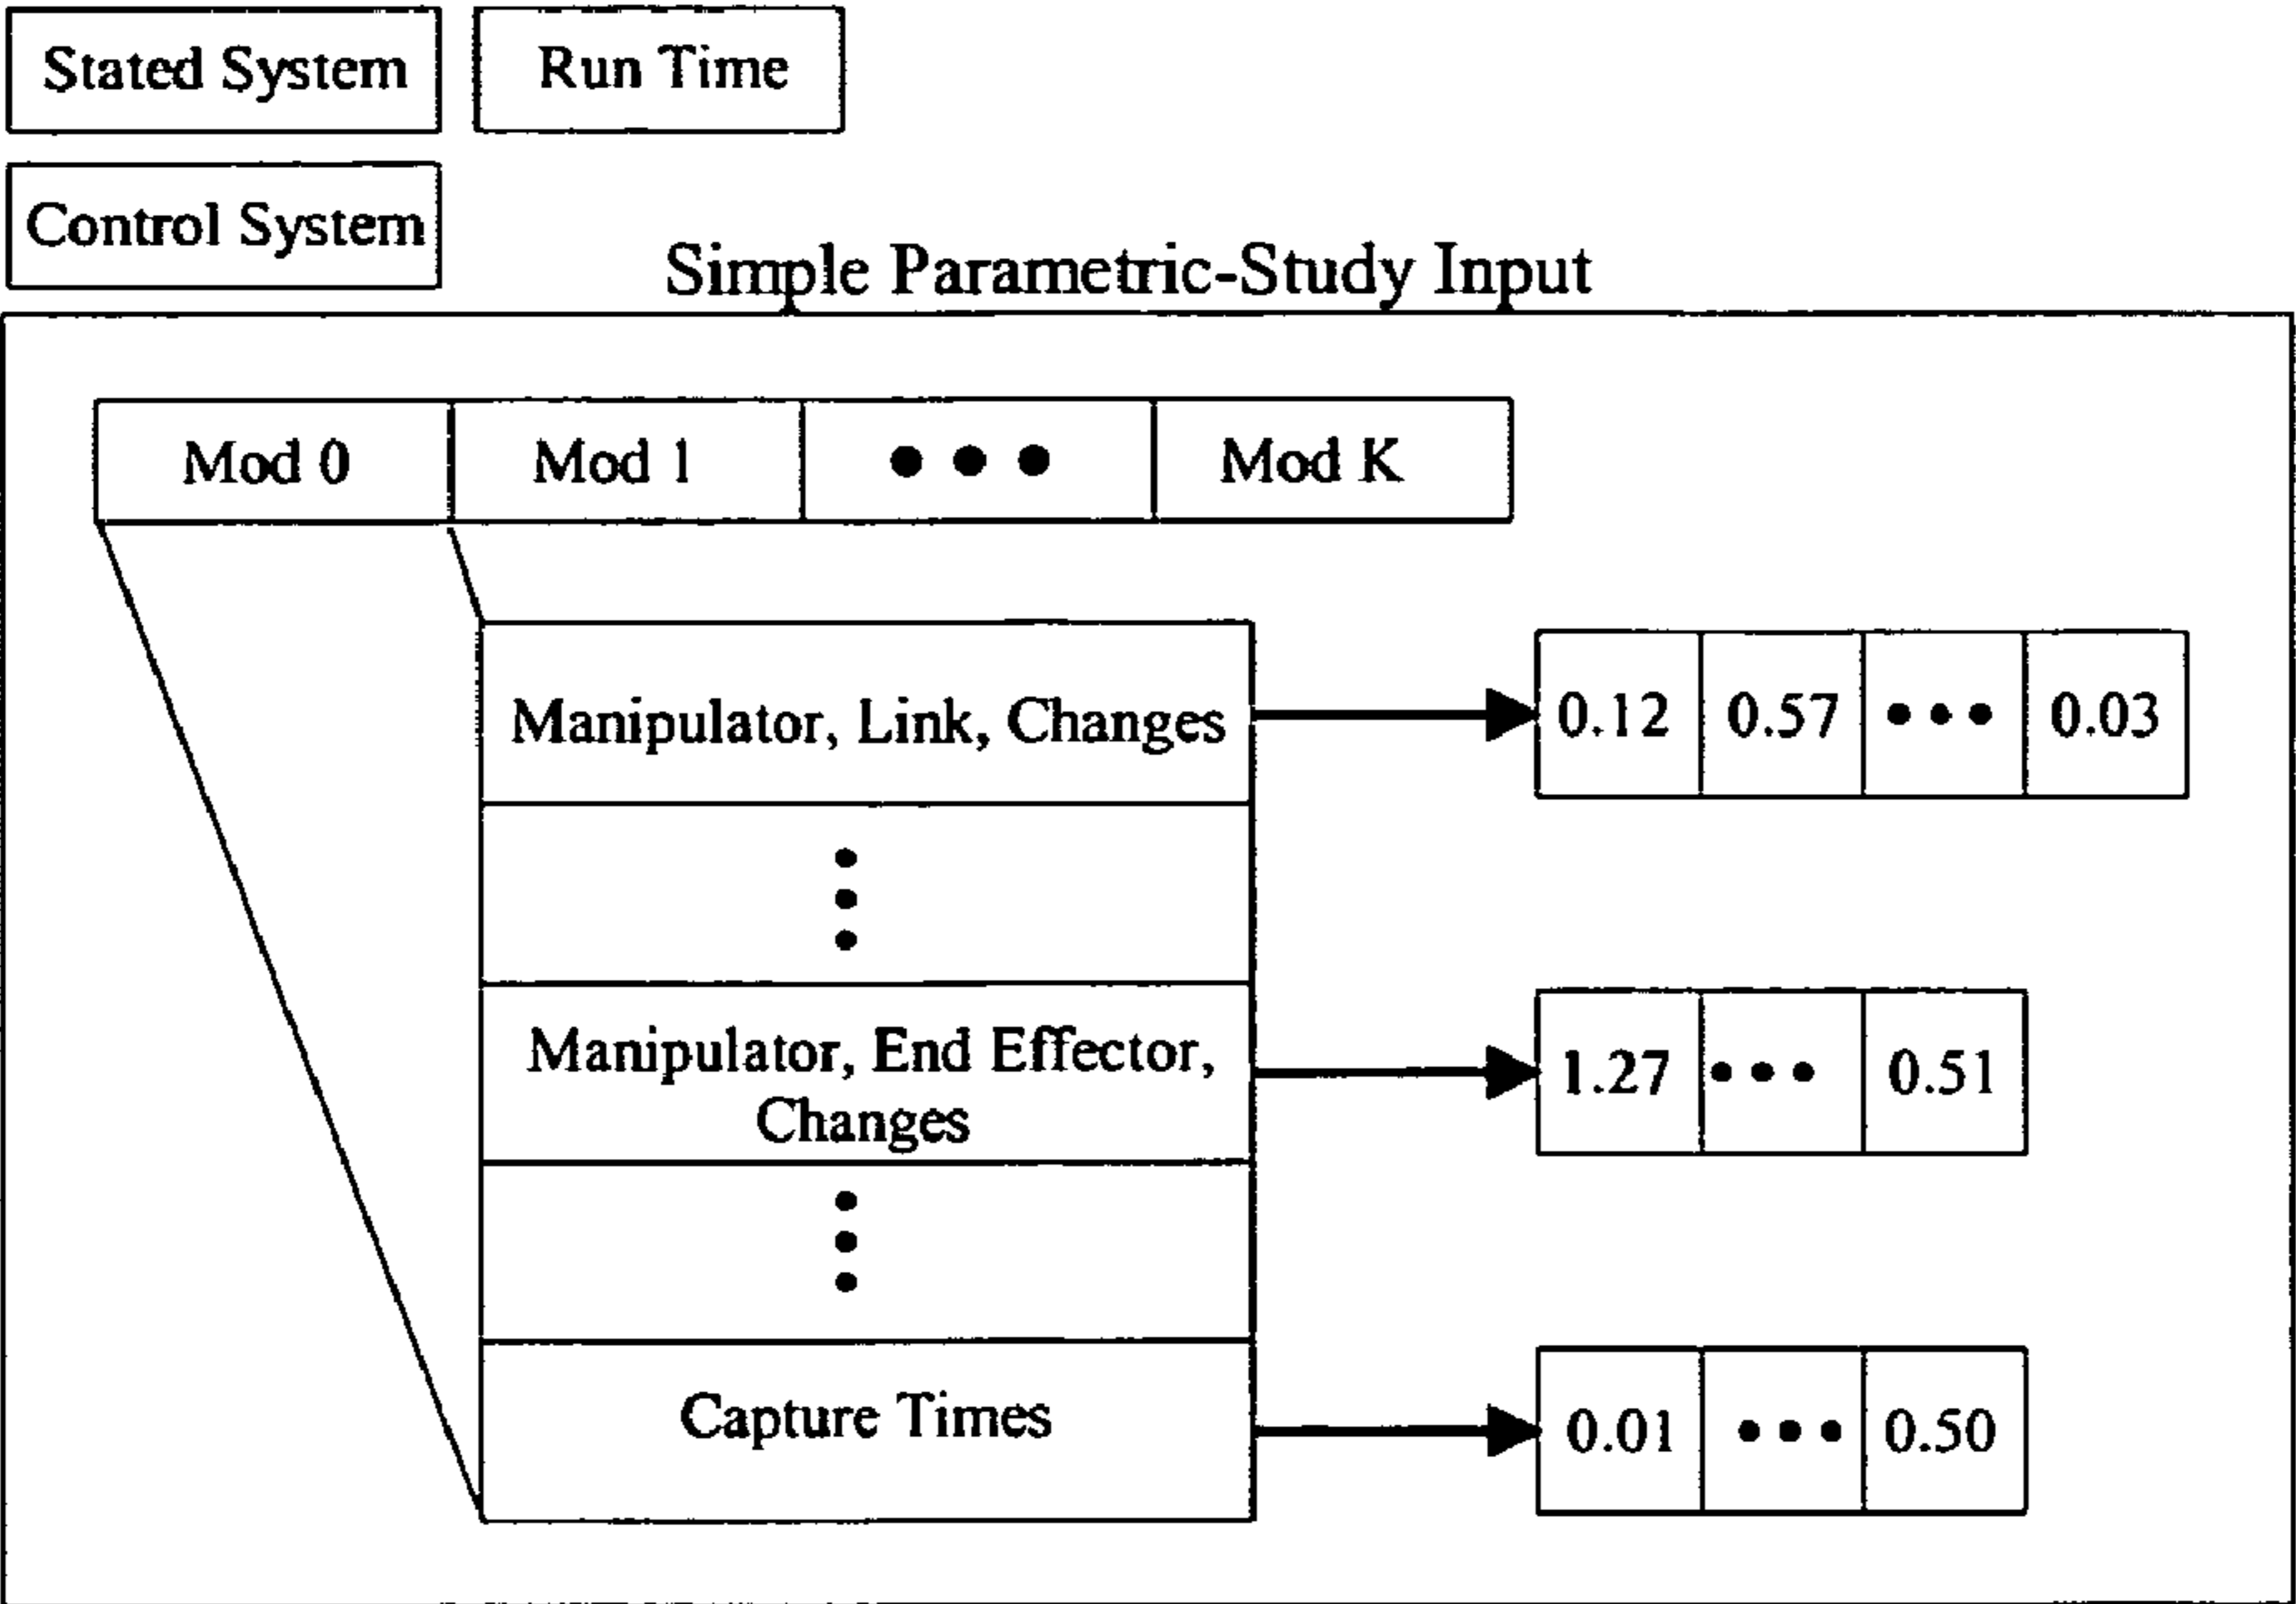 Stated System
Run Time
Control System
Simple Parametric-Study Input
Mod 0
Mod 1
•••
Mod K
Manipulator, Link, Changes
0.12
0.57
•••
0.03
Manipulator, End Effector,
Changes
1.27
•••
0.51
Capture Times
0.01
•••
0.50